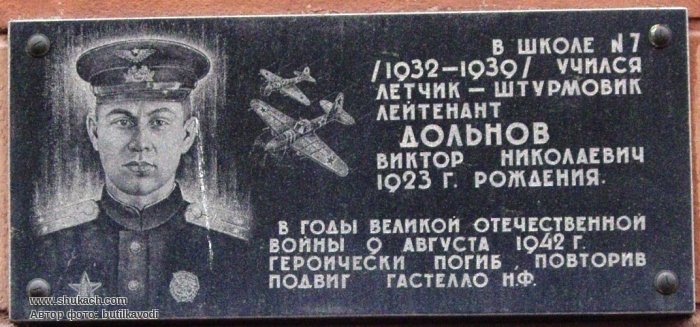 В ШКОЛЕ №7
/1932—1939/ УЧИЛСЯ
ЛЕТЧИК — ШТУРМОВИК
ЛЕЙТЕНАНТ
ДОЛЬНОВ
ВИКТОР НИКОЛАЕВИЧ
1923 Г. РОЖДЕНИЯ.
В ГОДЫ ВЕЛИКОЙ ОТЕЧЕСТВЕННОЙ
ВОЙНЫ 9 АВГУСТА 1942 Г.
ГЕРОИЧЕСКИ ПОГИБ, ПОВТОРИВ
ПОДВИГ ГАСТЕЛЛО Н.Ф.
www.shukach.com
Автор фото: butilkavodi